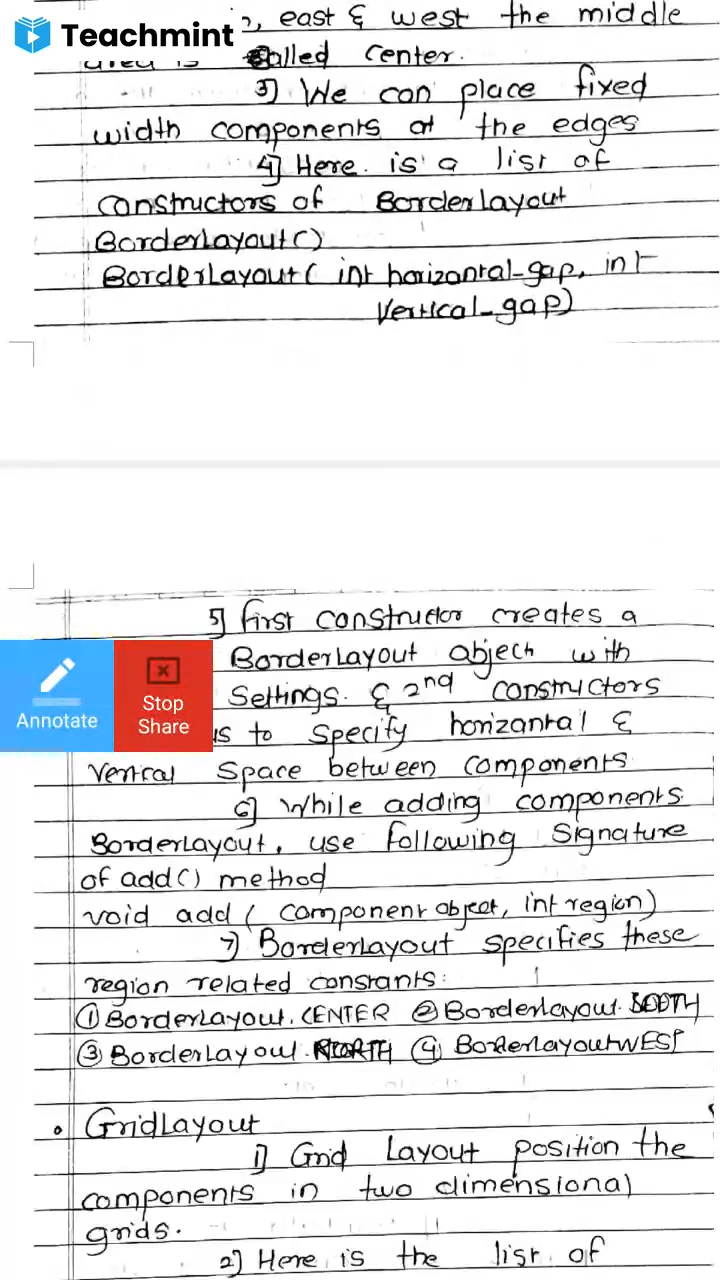 Teachmint
, east & west the middle
area is called center.
3] We can place fixed
width components at the edges
4] Here is a list of
constructors of BorderLayout
BorderLayout()
BorderLayout( int horizantal-gap, int
Vertical-gap)
5] first constructor creates a
BorderLayout object with
Settings. & 2nd constructors
us to specify horizantal &
vertical Space between components
6] While adding components
BorderLayout, use following Signature
of add() method
void add ( component object, int region)
7] BorderLayout specifies these
region related constants:
① BorderLayout.CENTER ② BorderLayout.SOUTH
③ BorderLayout.NORTH ④ BorderLayoutWEST
Annotate
Stop
Share
• GridLayout
1] Grid Layout position the
components in two dimensional
grids.
2] Here is the list of